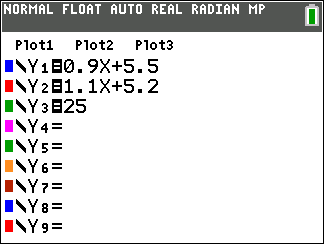 NORMAL FLOAT AUTO REAL RADIAN MP
Plot1 Plot2 Plot3
\Y₁=0.9X+5.5
\Y₂=1.1X+5.2
\Y₃=25
\Y₄=
\Y₅=
\Y₆=
\Y₇=
\Y₈=
\Y₉=